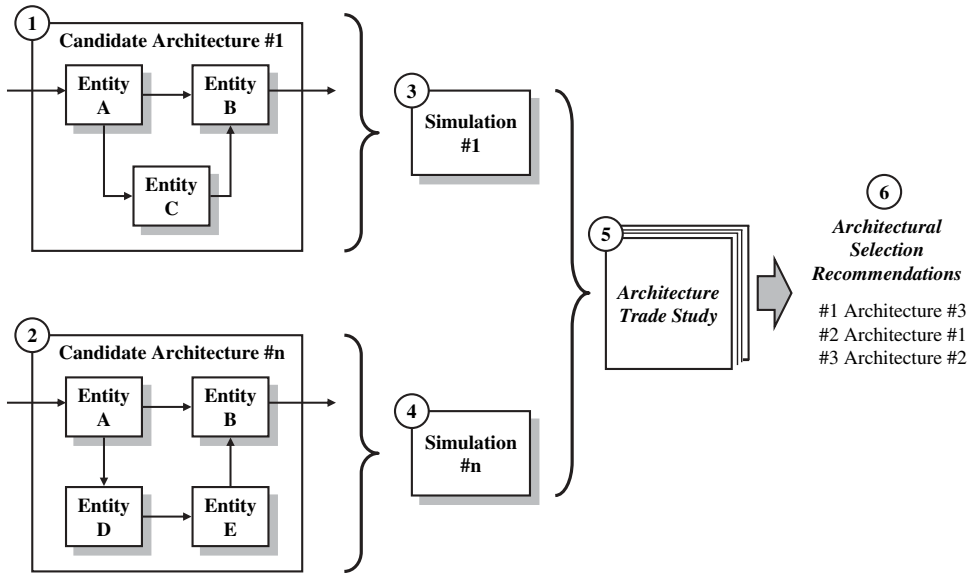 1
Candidate Architecture #1
Entity
A
Entity
B
Entity
C
2
Candidate Architecture #n
Entity
A
Entity
B
Entity
D
Entity
E
3
Simulation
#1
4
Simulation
#n
5
Architecture
Trade Study
6
Architectural
Selection
Recommendations
#1 Architecture #3
#2 Architecture #1
#3 Architecture #2